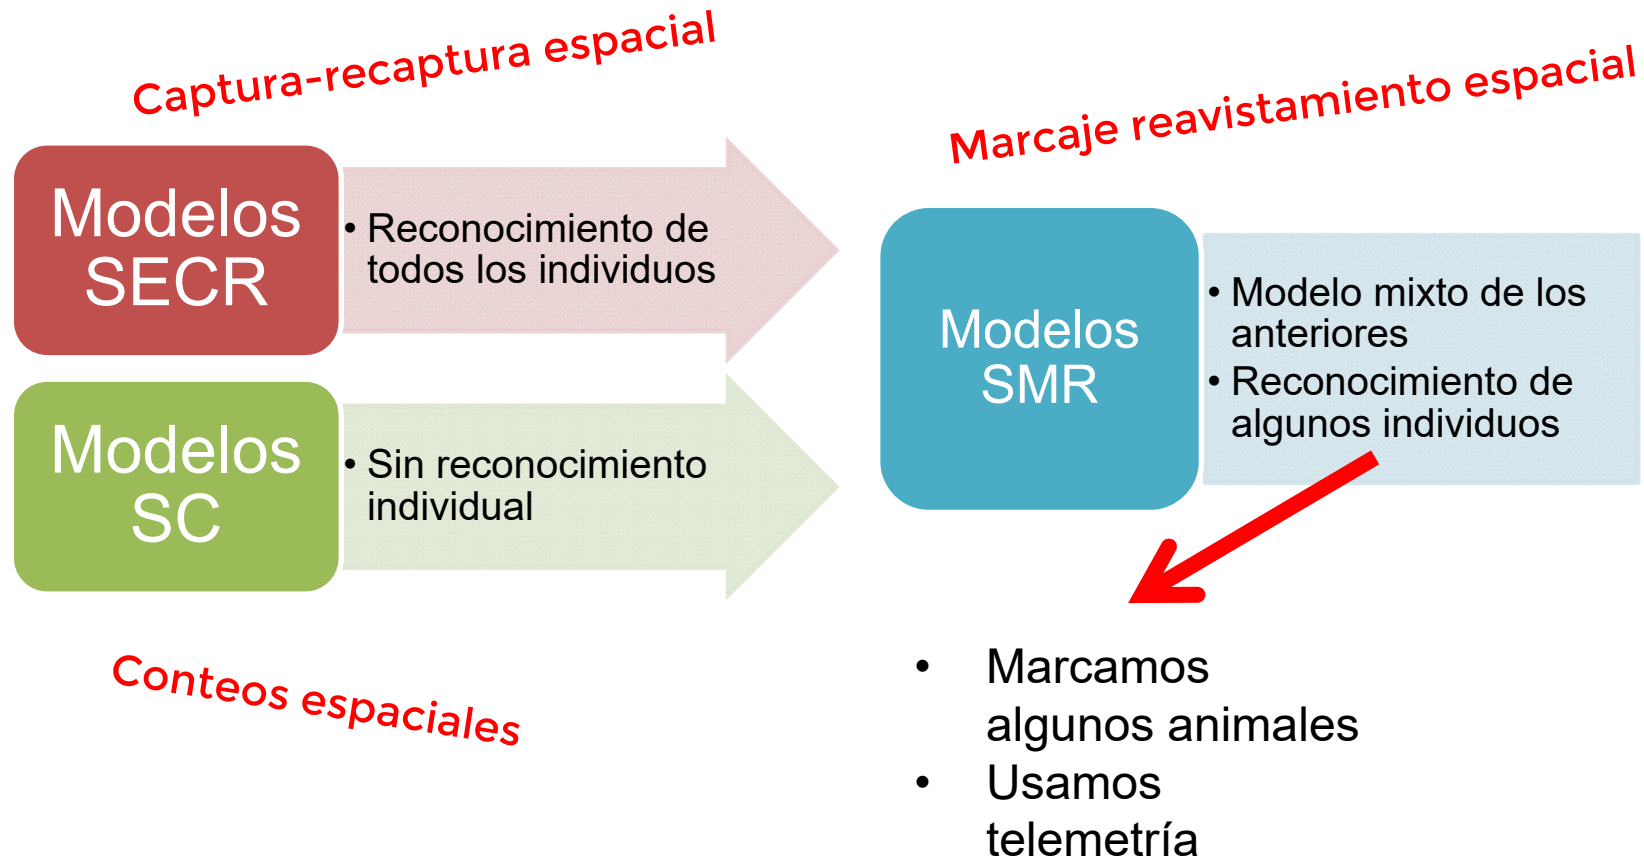 Captura-recaptura espacial
Modelos
SECR
• Reconocimiento de
todos los individuos
Modelos
SC
• Sin reconocimiento
individual
Conteos espaciales
Marcaje reavistamiento espacial
Modelos
SMR
• Modelo mixto de los
anteriores
• Reconocimiento de
algunos individuos
• Marcamos
algunos animales
• Usamos
telemetría